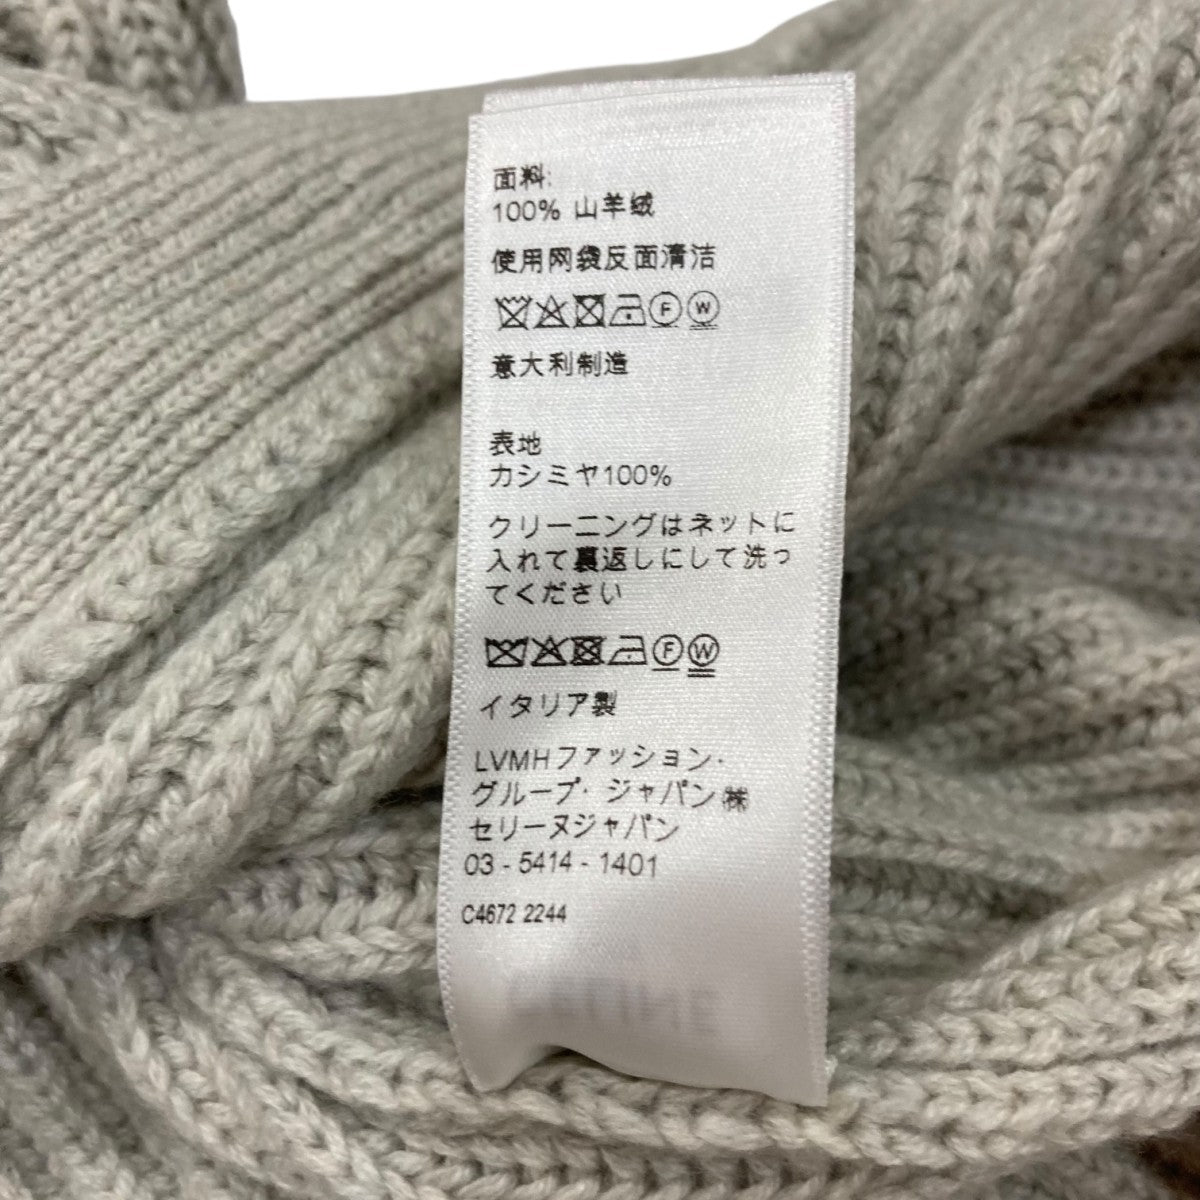 面料:
100% 山羊绒
使用网袋反面清洁
F W
意大利制造
表地
カシミヤ100%
クリーニングはネットに
入れて裏返しにして洗っ
てください
F W
イタリア製
LVMHファッション・
グループ・ジャパン㈱
セリーヌジャパン
03 - 5414 - 1401
C4672 2244